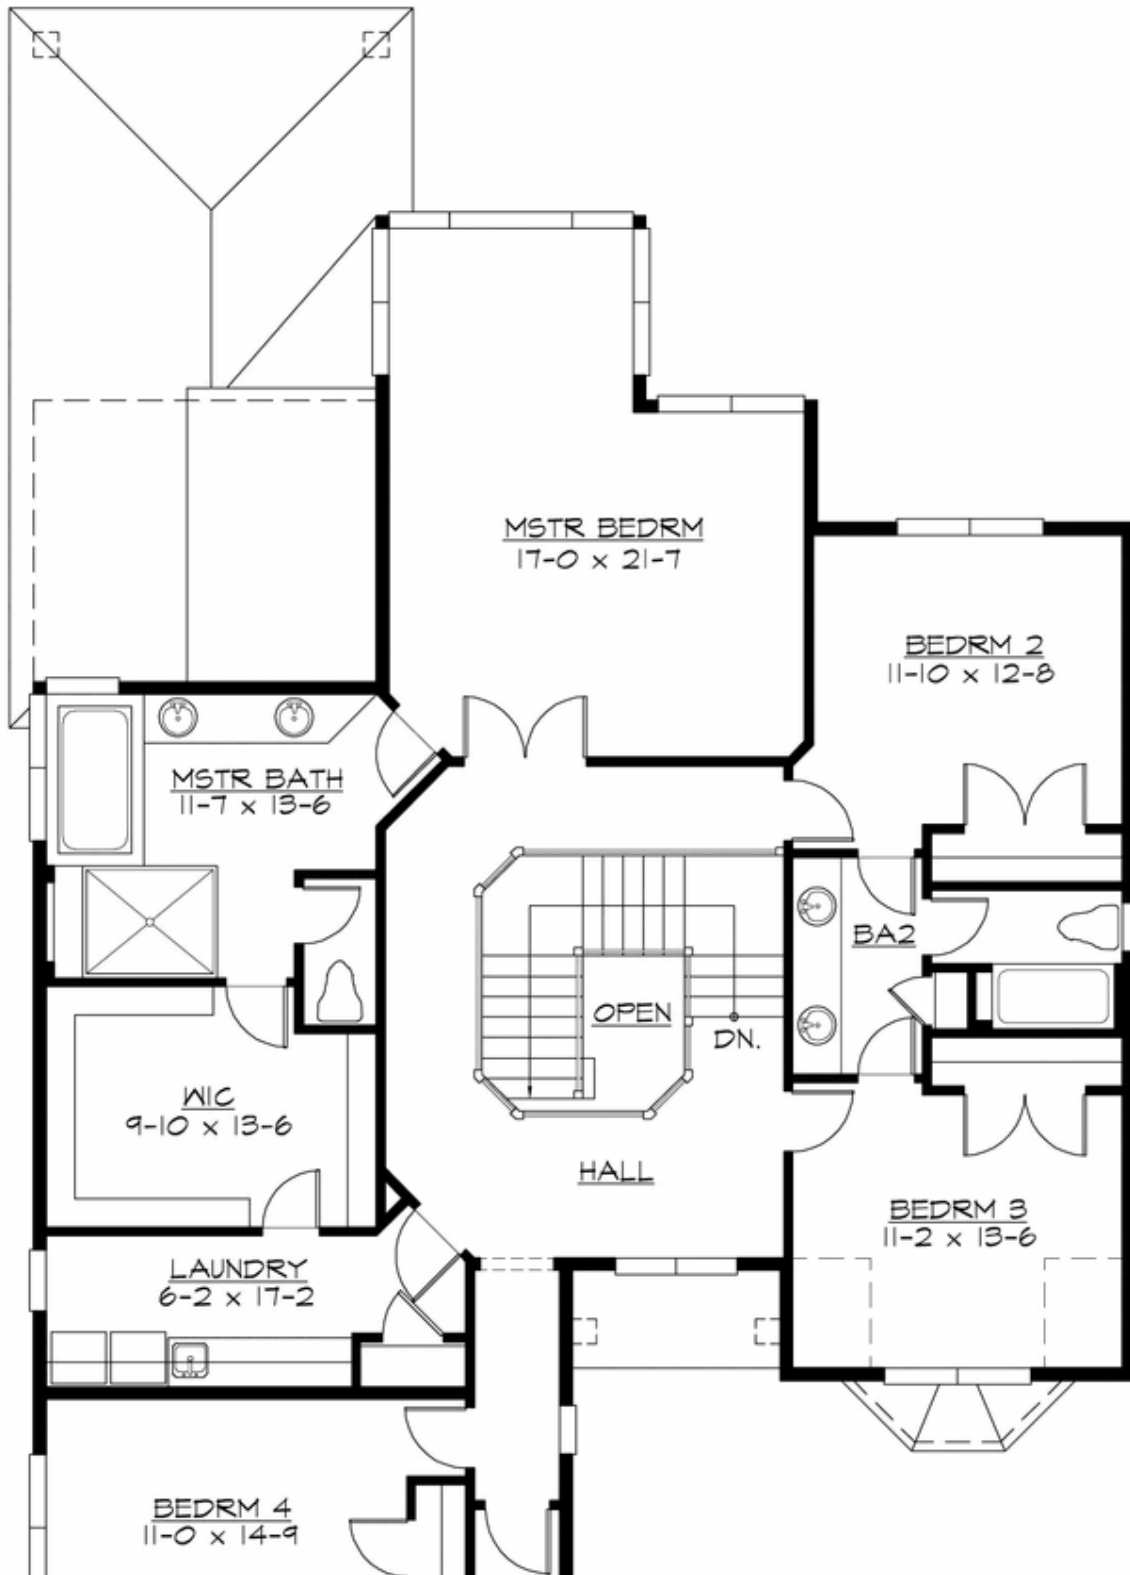 MSTR BEDRM
17-0 x 21-7
BEDRM 2
11-10 x 12-8
MSTR BATH
11-7 x 13-6
BA2
OPEN
DN.
WIC
9-10 x 13-6
HALL
BEDRM 3
11-2 x 13-6
LAUNDRY
6-2 x 17-2
BEDRM 4
11-0 x 14-9